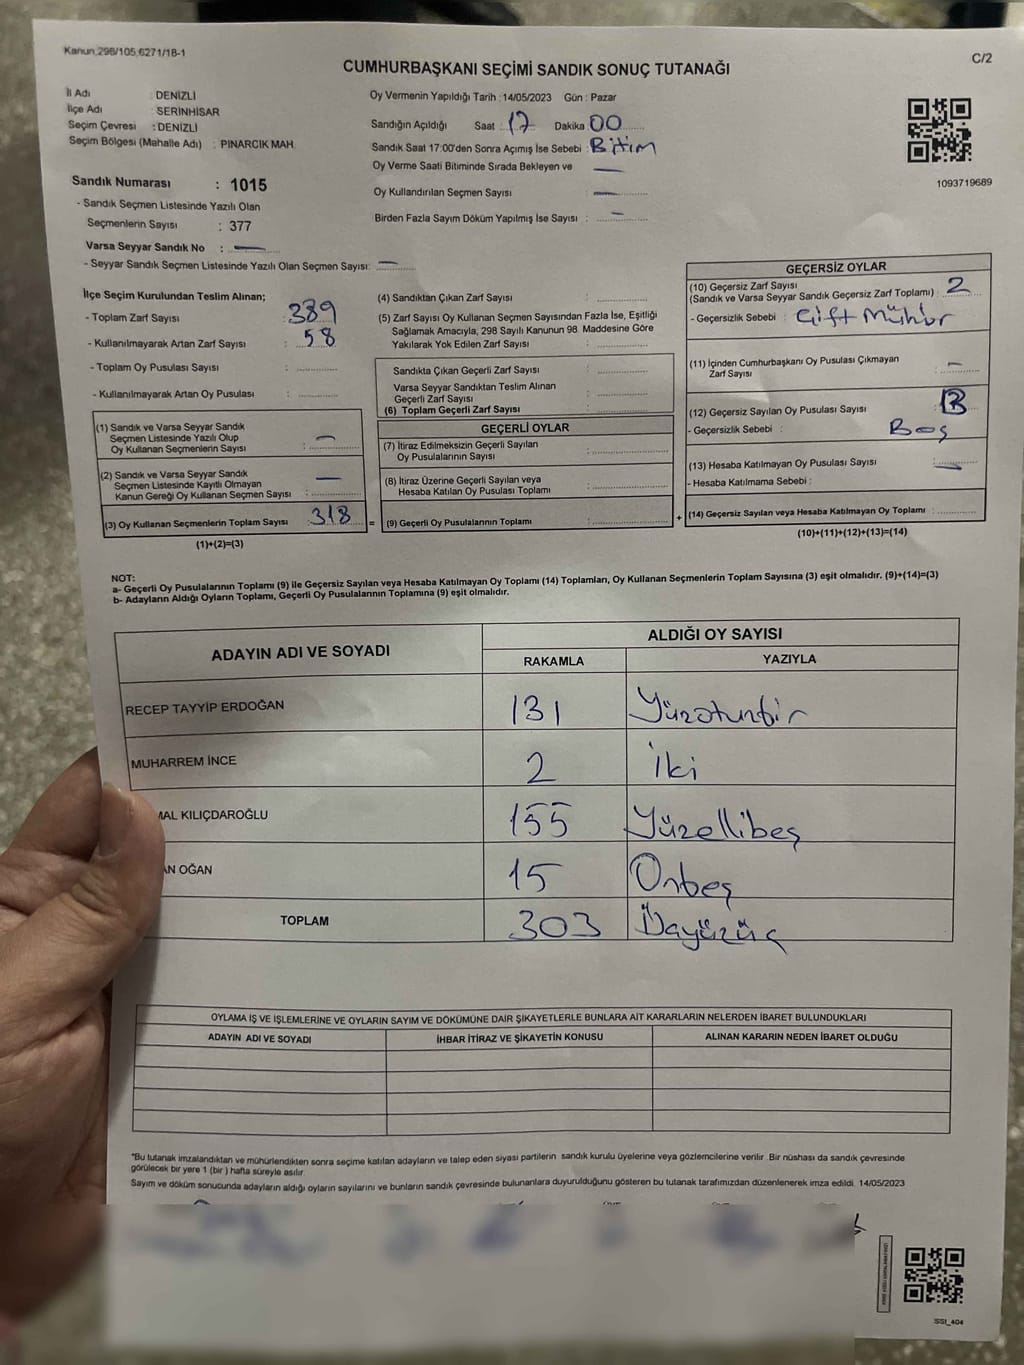 Kanun 298/105,6271/18-1
C/2
CUMHURBAŞKANI SEÇİMİ SANDIK SONUÇ TUTANAĞI
İl Adı : DENİZLİ
İlçe Adı : SERİNHİSAR
Seçim Çevresi : DENİZLİ
Seçim Bölgesi (Mahalle Adı) : PINARCIK MAH.
Sandık Numarası : 1015
- Sandık Seçmen Listesinde Yazılı Olan
Seçmenlerin Sayısı : 377
Varsa Seyyar Sandık No : —
- Seyyar Sandık Seçmen Listesinde Yazılı Olan Seçmen Sayısı: —
Oy Vermenin Yapıldığı Tarih : 14/05/2023 Gün : Pazar
Sandığın Açıldığı Saat : 17 Dakika 00
Sandık Saat 17:00'den Sonra Açımış İse Sebebi : Bitim
Oy Verme Saati Bitiminde Sırada Bekleyen ve —
Oy Kullandırılan Seçmen Sayısı —
Birden Fazla Sayım Döküm Yapılmış İse Sayısı : —
1093719689
İlçe Seçim Kurulundan Teslim Alınan;
- Toplam Zarf Sayısı : 389
- Kullanılmayarak Artan Zarf Sayısı : 58
- Toplam Oy Pusulası Sayısı :
- Kullanılmayarak Artan Oy Pusulası :
(1) Sandık ve Varsa Seyyar Sandık
Seçmen Listesinde Yazılı Olup
Oy Kullanan Seçmenlerin Sayısı : —
(2) Sandık ve Varsa Seyyar Sandık
Seçmen Listesinde Kayıtlı Olmayan
Kanun Gereği Oy Kullanan Seçmen Sayısı : —
(3) Oy Kullanan Seçmenlerin Toplam Sayısı : 318
(1)+(2)=(3)
(4) Sandıktan Çıkan Zarf Sayısı :
(5) Zarf Sayısı Oy Kullanan Seçmen Sayısından Fazla İse, Eşitliği
Sağlamak Amacıyla, 298 Sayılı Kanunun 98. Maddesine Göre
Yakılarak Yok Edilen Zarf Sayısı :
Sandıkta Çıkan Geçerli Zarf Sayısı :
Varsa Seyyar Sandıktan Teslim Alınan
Geçerli Zarf Sayısı :
(6) Toplam Geçerli Zarf Sayısı :
GEÇERLİ OYLAR
(7) İtiraz Edilmeksizin Geçerli Sayılan
Oy Pusulalarının Sayısı :
(8) İtiraz Üzerine Geçerli Sayılan veya
Hesaba Katılan Oy Pusulası Toplamı :
= (9) Geçerli Oy Pusulalarının Toplamı :
GEÇERSİZ OYLAR
(10) Geçersiz Zarf Sayısı
(Sandık ve Varsa Seyyar Sandık Geçersiz Zarf Toplamı) : 2
- Geçersizlik Sebebi : Çift Mühür
(11) İçinden Cumhurbaşkanı Oy Pusulası Çıkmayan
Zarf Sayısı : —
(12) Geçersiz Sayılan Oy Pusulası Sayısı : 13
- Geçersizlik Sebebi : Boş
(13) Hesaba Katılmayan Oy Pusulası Sayısı : —
- Hesaba Katılmama Sebebi :
+ (14) Geçersiz Sayılan veya Hesaba Katılmayan Oy Toplamı :
(10)+(11)+(12)+(13)=(14)
NOT:
a- Geçerli Oy Pusulalarının Toplamı (9) ile Geçersiz Sayılan veya Hesaba Katılmayan Oy Toplamı (14) Toplamları, Oy Kullanan Seçmenlerin Toplam Sayısına (3) eşit olmalıdır. (9)+(14)=(3)
b- Adayların Aldığı Oyların Toplamı, Geçerli Oy Pusulalarının Toplamına (9) eşit olmalıdır.
ADAYIN ADI VE SOYADI
ALDIĞI OY SAYISI
RAKAMLA YAZIYLA
RECEP TAYYİP ERDOĞAN 131 Yüzotuzbir
MUHARREM İNCE 2 İki
MAL KILIÇDAROĞLU 155 Yüzellibeş
AN OĞAN 15 Onbeş
TOPLAM 303 Üçyüzüç
OYLAMA İŞ VE İŞLEMLERİNE VE OYLARIN SAYIM VE DÖKÜMÜNE DAİR ŞİKAYETLERLE BUNLARA AİT KARARLARIN NELERDEN İBARET BULUNDUKLARI
ADAYIN ADI VE SOYADI İHBAR İTİRAZ VE ŞİKAYETİN KONUSU ALINAN KARARIN NEDEN İBARET OLDUĞU
*Bu tutanak imzalandıktan ve mühürlendikten sonra seçime katılan adayların ve talep eden siyasi partilerin sandık kurulu üyelerine veya gözlemcilerine verilir. Bir nüshası da sandık çevresinde
görülecek bir yere 1 (bir) hafta süreyle asılır.
Sayım ve döküm sonucunda adayların aldığı oyların sayılarını ve bunların sandık çevresinde bulunanlara duyurulduğunu gösteren bu tutanak tarafımızdan düzenlenerek imza edildi. 14/05/2023
SSI_404